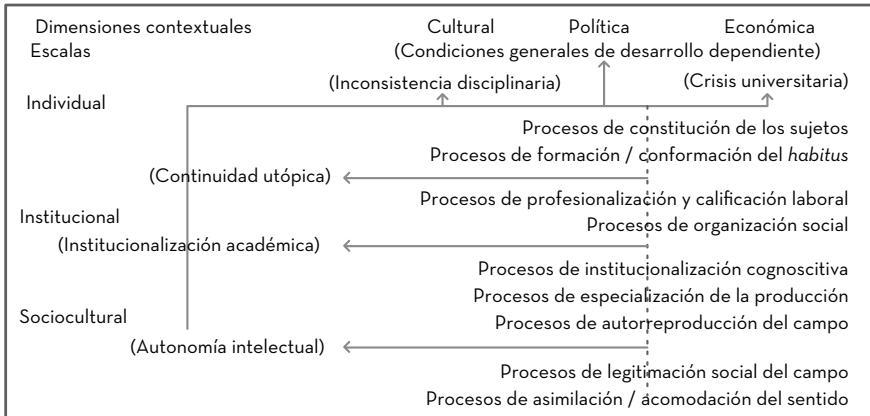 Dimensiones contextuales Cultural Política Económica
Escalas (Condiciones generales de desarrollo dependiente)
(Inconsistencia disciplinaria) (Crisis universitaria)
Individual
Procesos de constitución de los sujetos
Procesos de formación / conformación del habitus
(Continuidad utópica)
Procesos de profesionalización y calificación laboral
Institucional
Procesos de organización social
(Institucionalización académica)
Procesos de institucionalización cognoscitiva
Procesos de especialización de la producción
Sociocultural
Procesos de autorreproducción del campo
(Autonomía intelectual)
Procesos de legitimación social del campo
Procesos de asimilación / acomodación del sentido